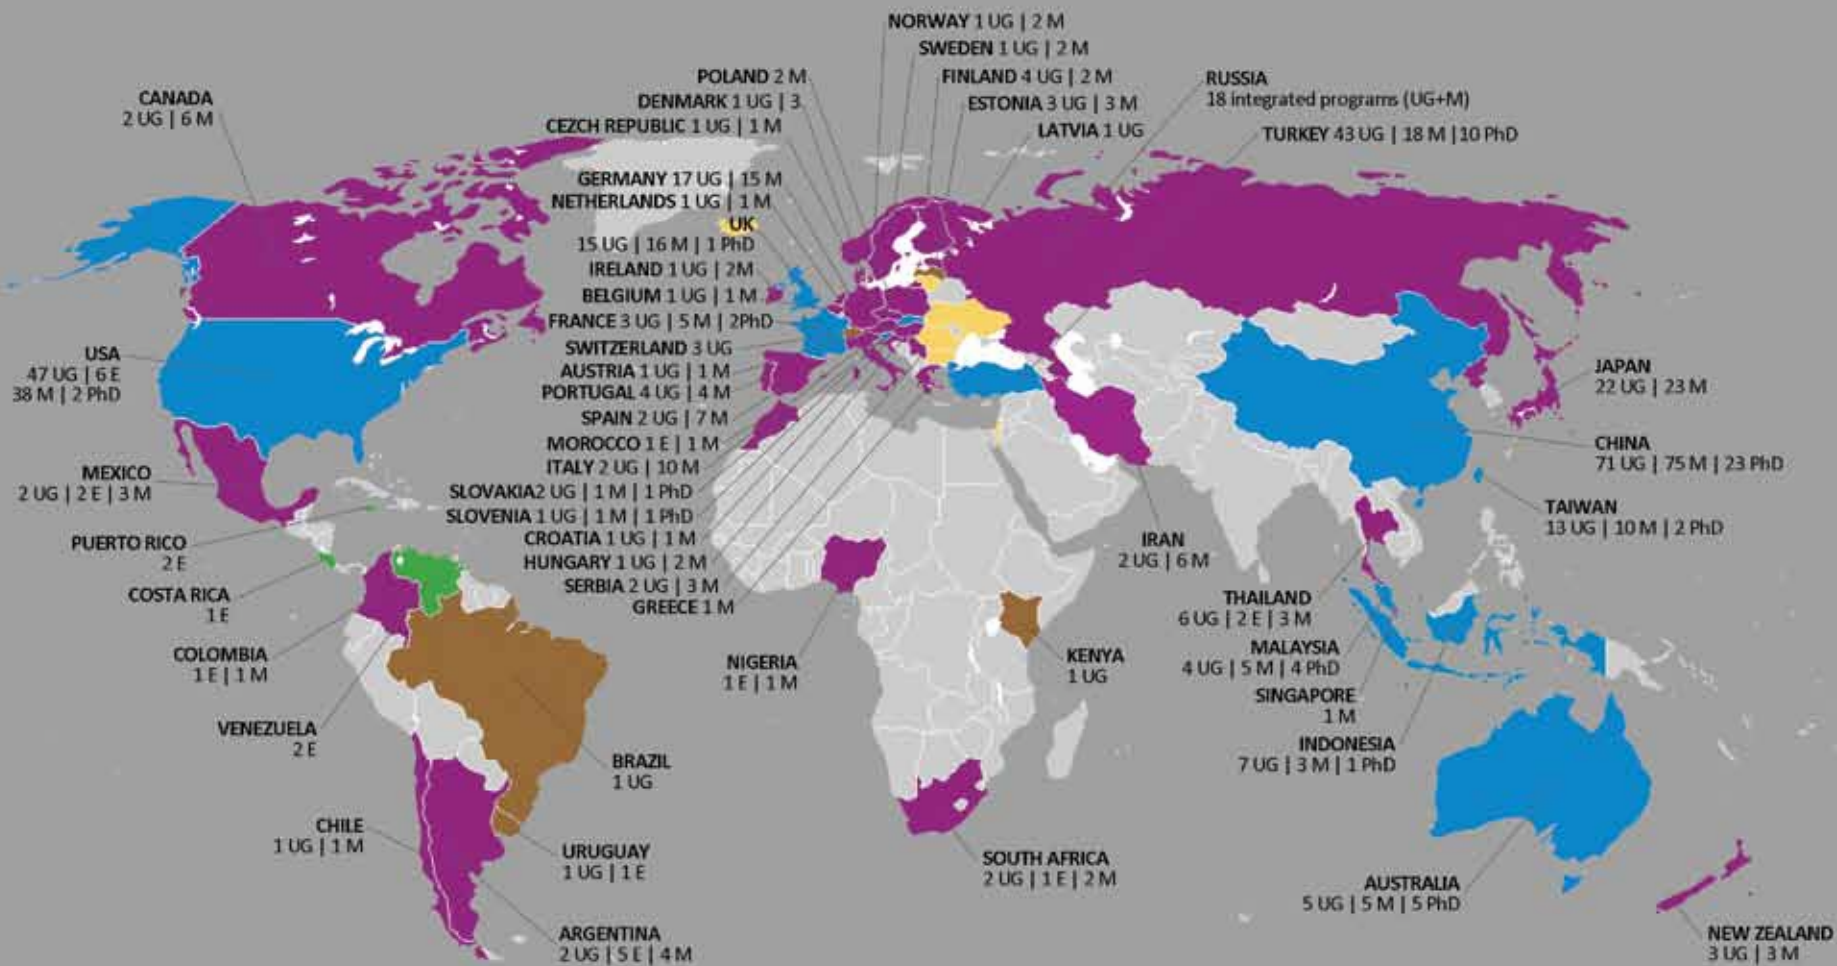 NORWAY 1 UG | 2 M
SWEDEN 1 UG | 2 M
POLAND 2 M
FINLAND 4 UG | 2 M
RUSSIA
18 integrated programs (UG+M)
CANADA
2 UG | 6 M
DENMARK 1 UG | 3
ESTONIA 3 UG | 3 M
CEZCH REPUBLIC 1 UG | 1 M
LATVIA 1 UG
TURKEY 43 UG | 18 M |10 PhD
GERMANY 17 UG | 15 M
NETHERLANDS 1 UG | 1 M
UK
15 UG | 16 M | 1 PhD
IRELAND 1 UG | 2M
BELGIUM 1 UG | 1 M
FRANCE 3 UG | 5 M | 2PhD
SWITZERLAND 3 UG
AUSTRIA 1 UG | 1 M
PORTUGAL 4 UG | 4 M
SPAIN 2 UG | 7 M
MOROCCO 1 E | 1 M
ITALY 2 UG | 10 M
SLOVAKIA2 UG | 1 M | 1 PhD
SLOVENIA 1 UG | 1 M | 1 PhD
CROATIA 1 UG | 1 M
HUNGARY 1 UG | 2 M
SERBIA 2 UG | 3 M
GREECE 1 M
USA
47 UG | 6 E
38 M | 2 PhD
MEXICO
2 UG | 2 E | 3 M
PUERTO RICO
2 E
COSTA RICA
1 E
COLOMBIA
1 E | 1 M
VENEZUELA
2 E
BRAZIL
1 UG
CHILE
1 UG | 1 M
URUGUAY
1 UG | 1 E
ARGENTINA
2 UG | 5 E | 4 M
NIGERIA
1 E | 1 M
KENYA
1 UG
SOUTH AFRICA
2 UG | 1 E | 2 M
IRAN
2 UG | 6 M
JAPAN
22 UG | 23 M
CHINA
71 UG | 75 M | 23 PhD
TAIWAN
13 UG | 10 M | 2 PhD
THAILAND
6 UG | 2 E | 3 M
MALAYSIA
4 UG | 5 M | 4 PhD
SINGAPORE
1 M
INDONESIA
7 UG | 3 M | 1 PhD
AUSTRALIA
5 UG | 5 M | 5 PhD
NEW ZEALAND
3 UG | 3 M